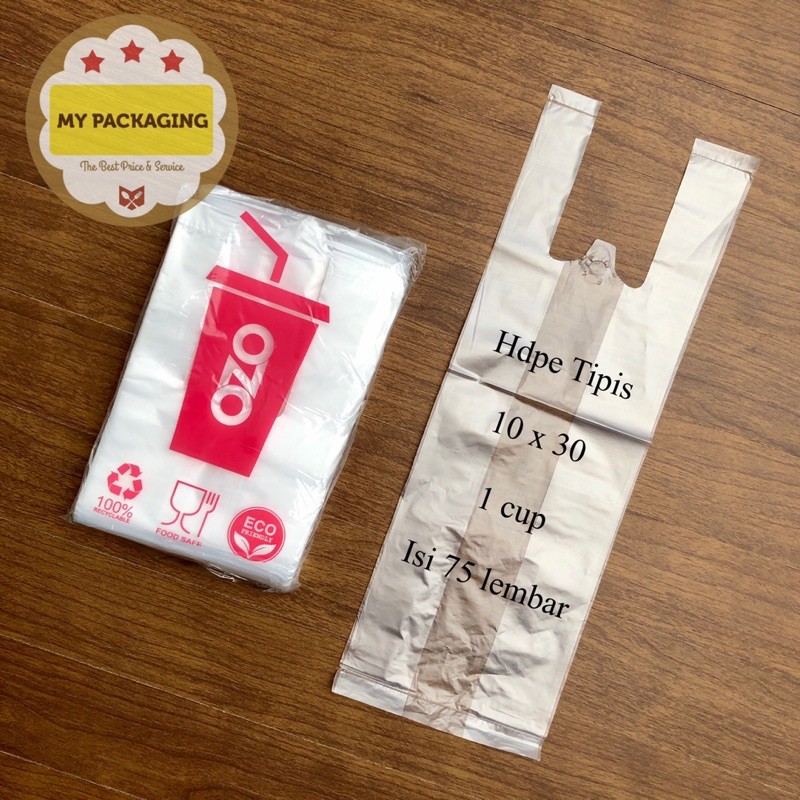 MY PACKAGING
The Best Price & Service
OZO
100%
RECYCLABLE
FOOD SAFE
ECO
FRIENDLY
Hdpe Tipis
10 x 30
1 cup
Isi 75 lembar